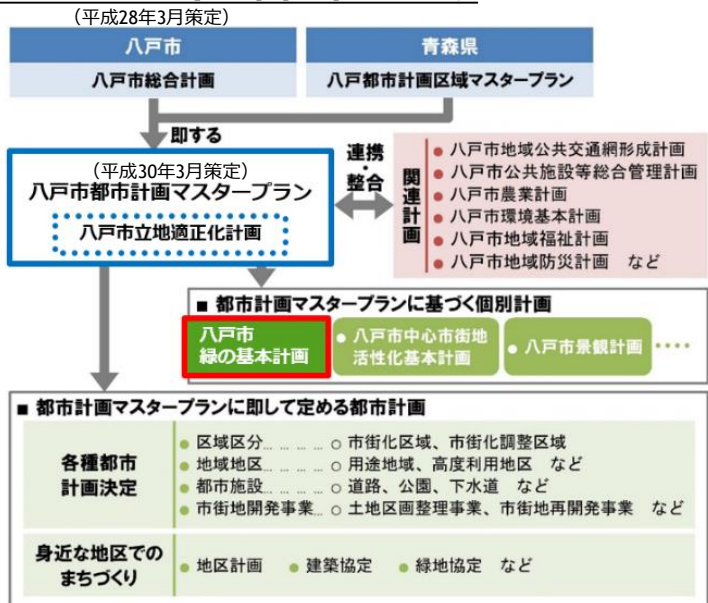 （平成28年3月策定）
八戸市
青森県
八戸市総合計画
八戸都市計画区域マスタープラン
即する
（平成30年3月策定）
八戸市都市計画マスタープラン
八戸市立地適正化計画
連携・整合
関連計画
● 八戸市地域公共交通網形成計画
● 八戸市公共施設等総合管理計画
● 八戸市農業計画
● 八戸市環境基本計画
● 八戸市地域福祉計画
● 八戸市地域防災計画 など
■ 都市計画マスタープランに基づく個別計画
八戸市
緑の基本計画
● 八戸市中心市街地
活性化基本計画
● 八戸市景観計画 ････
■ 都市計画マスタープランに即して定める都市計画
各種都市
計画決定
● 区域区分… … … … ○ 市街化区域、市街化調整区域
● 地域地区… … … … ○ 用途地域、高度利用地区 など
● 都市施設… … … … ○ 道路、公園、下水道 など
● 市街地開発事業… ○ 土地区画整理事業、市街地再開発事業 など
身近な地区での
まちづくり
● 地区計画 ● 建築協定 ● 緑地協定 など